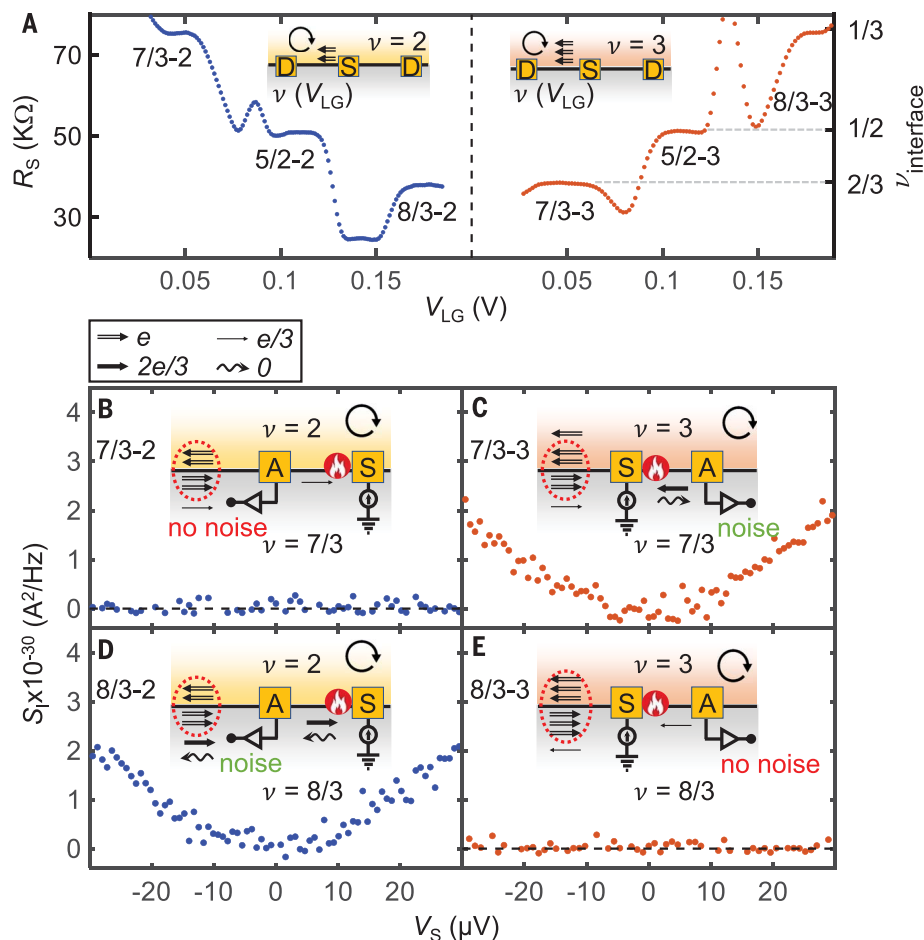 A
R_S (KΩ)
70
50
30
7/3-2
5/2-2
8/3-2
ν = 2
D S D
ν (V_LG)
ν = 3
D S D
ν (V_LG)
7/3-3
5/2-3
8/3-3
1/3
1/2
2/3
ν_interface
0.05 0.1 0.15 0.05 0.1 0.15
V_LG (V)
e e/3
2e/3 0
B
7/3-2
ν = 2
A S
no noise
ν = 7/3
C
7/3-3
ν = 3
S A
noise
ν = 7/3
4
3
2
1
0
D
8/3-2
ν = 2
A S
noise
ν = 8/3
E
8/3-3
ν = 3
S A
no noise
ν = 8/3
4
3
2
1
0
S_I x10^-30 (A^2/Hz)
-20 -10 0 10 20 -20 -10 0 10 20
V_S (μV)